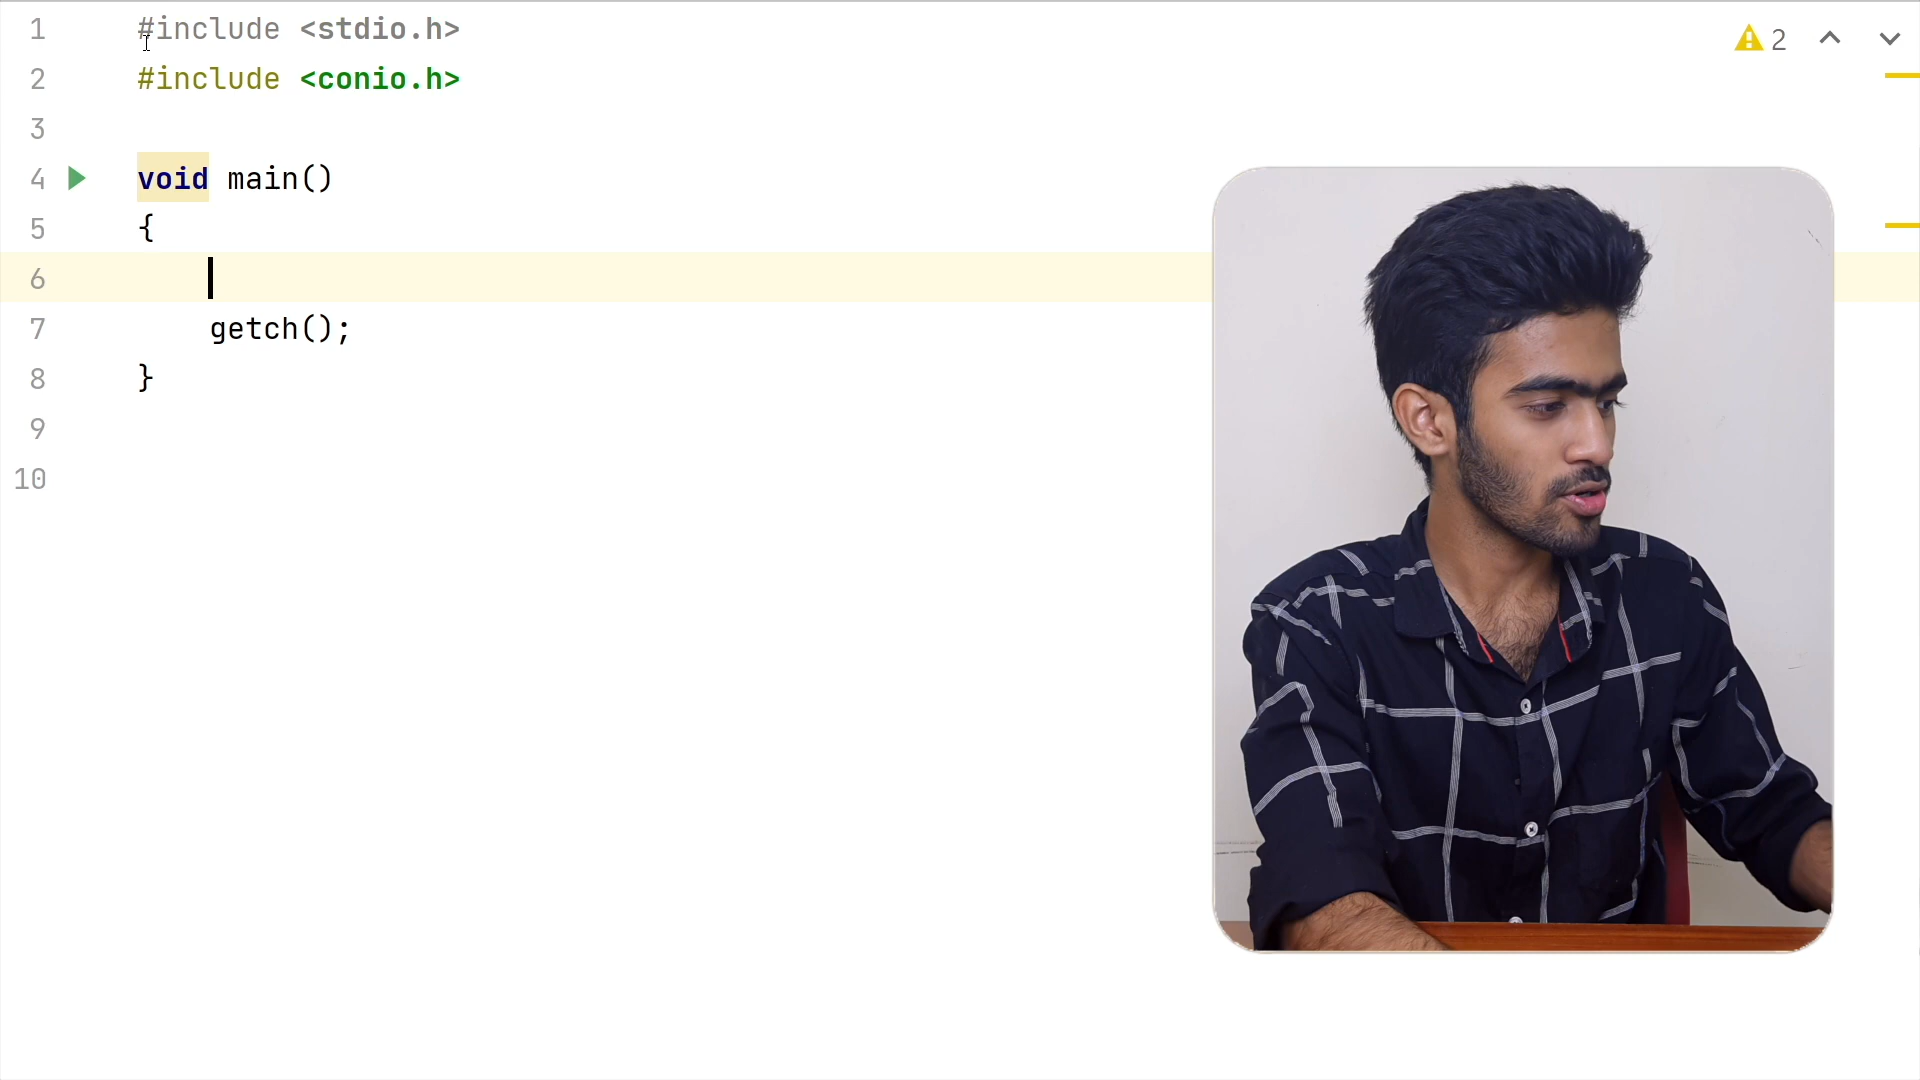 1 #include <stdio.h>
2 #include <conio.h>
3
4 void main()
5 {
6
7 getch();
8 }
9
10
2